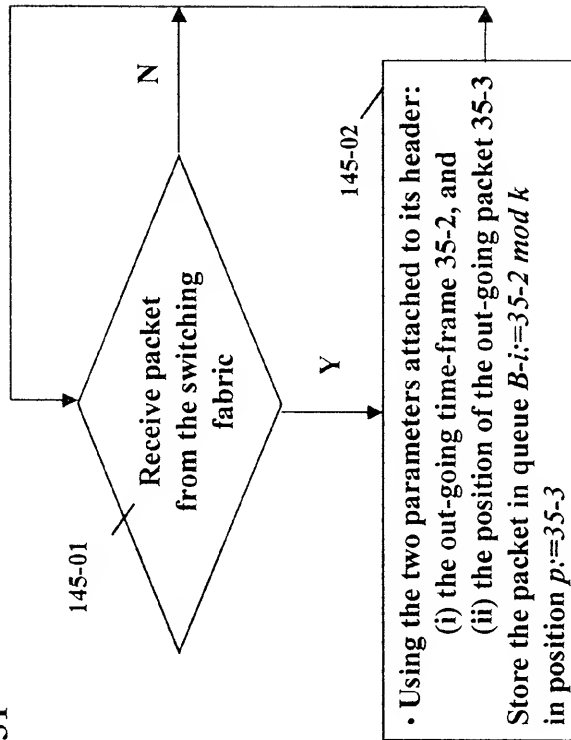 145-01
Receive packet
from the switching
fabric
N
Y
145-02
• Using the two parameters attached to its header:
(i) the out-going time-frame 35-2, and
(ii) the position of the out-going packet 35-3
Store the packet in queue B-i:=35-2 mod k
in position p:=35-3